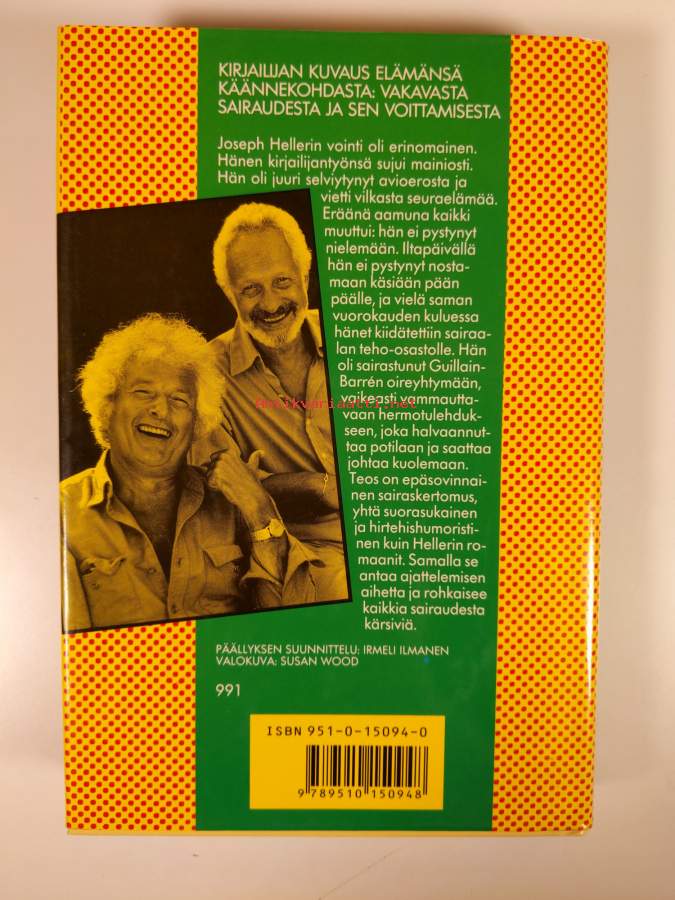 KIRJAILIJAN KUVAUS ELÄMÄNSÄ
KÄÄNNEKOHDASTA: VAKAVASTA
SAIRAUDESTA JA SEN VOITTAMISESTA
Joseph Hellerin vointi oli erinomainen.
Hänen kirjailijantyönsä sujui mainiosti.
Hän oli juuri selviytynyt avioerosta ja
vietti vilkasta seuraelämää.
Eräänä aamuna kaikki
muuttui: hän ei pystynyt
nielemään. Iltapäivällä
hän ei pystynyt nosta-
maan käsiään pään
päälle, ja vielä saman
vuorokauden kuluessa
hänet kiidätettiin sairaa-
lan teho-osastolle. Hän
oli sairastunut Guillain-
Barrén oireyhtymään,
vaikeasti vammautta-
antikvariaatti.net
vaan hermotulehduk-
seen, joka halvaannut-
taa potilaan ja saattaa
johtaa kuolemaan.
Teos on epäsovinnai-
nen sairaskertomus,
yhtä suorasukainen
ja hirtehishumoristi-
nen kuin Hellerin ro-
maanit. Samalla se
antaa ajattelemisen
aihetta ja rohkaisee
kaikkia sairaudesta
kärsiviä.
PÄÄLLYKSEN SUUNNITTELU: IRMELI ILMANEN
VALOKUVA: SUSAN WOOD
991
ISBN 951-0-15094-0
9 789510 150948